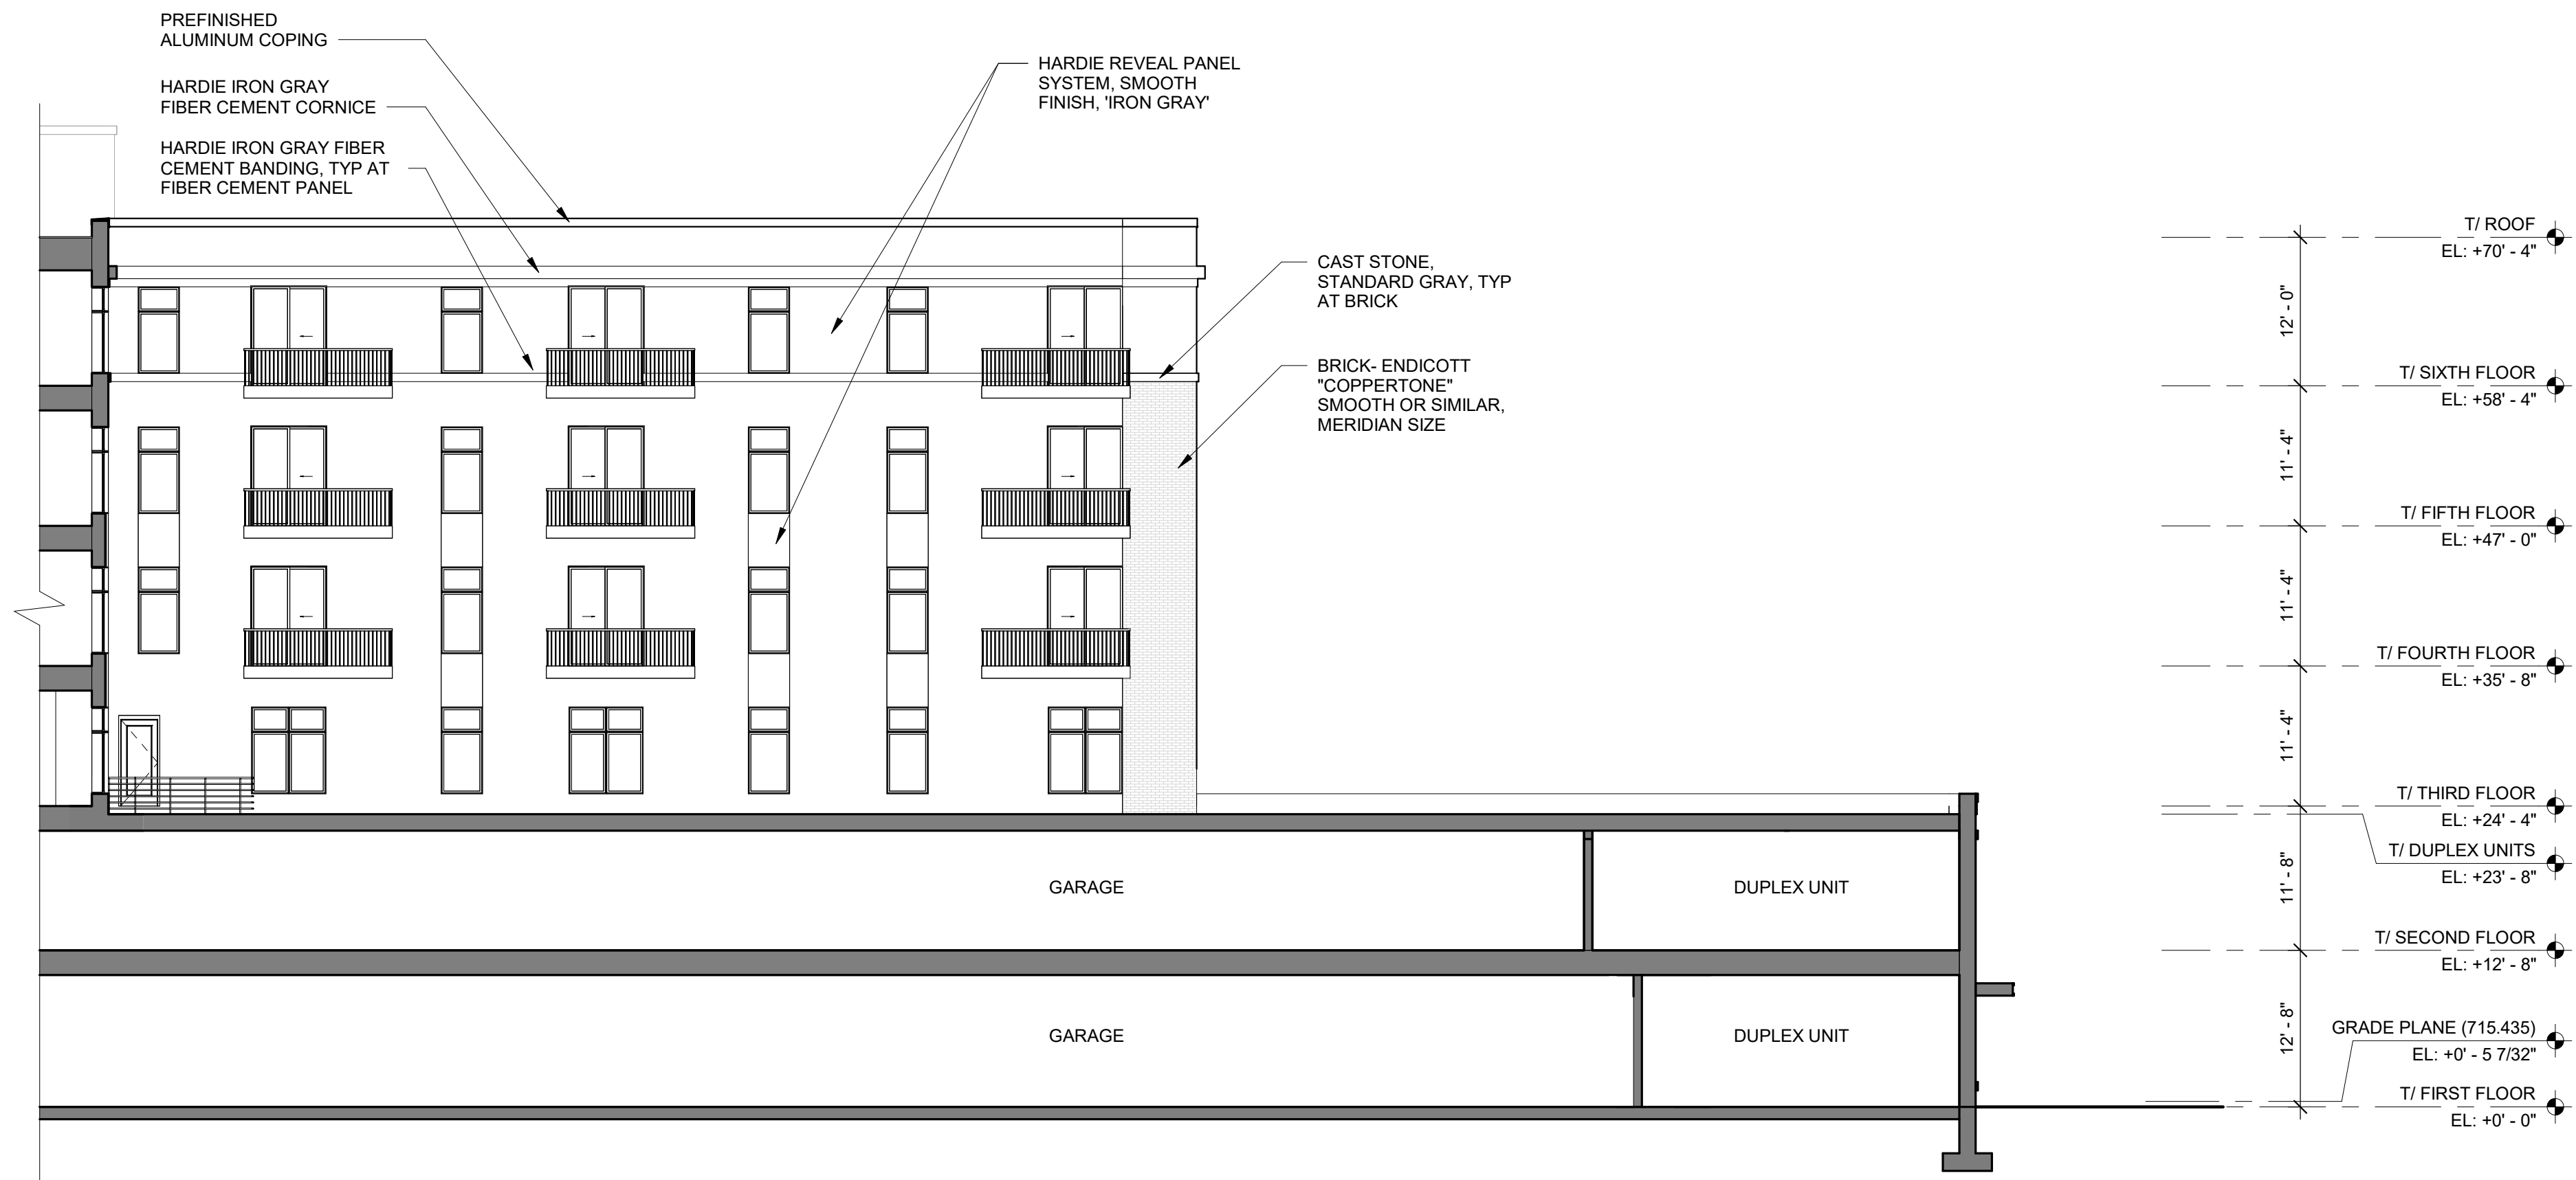 PREFINISHED
ALUMINUM COPING
HARDIE IRON GRAY
FIBER CEMENT CORNICE
HARDIE IRON GRAY FIBER
CEMENT BANDING, TYP AT
FIBER CEMENT PANEL
HARDIE REVEAL PANEL
SYSTEM, SMOOTH
FINISH, 'IRON GRAY'
CAST STONE,
STANDARD GRAY, TYP
AT BRICK
BRICK- ENDICOTT
"COPPERTONE"
SMOOTH OR SIMILAR,
MERIDIAN SIZE
GARAGE
DUPLEX UNIT
GARAGE
DUPLEX UNIT
12' - 0"
11' - 4"
11' - 4"
11' - 4"
11' - 8"
12' - 8"
T/ ROOF
EL: +70' - 4"
T/ SIXTH FLOOR
EL: +58' - 4"
T/ FIFTH FLOOR
EL: +47' - 0"
T/ FOURTH FLOOR
EL: +35' - 8"
T/ THIRD FLOOR
EL: +24' - 4"
T/ DUPLEX UNITS
EL: +23' - 8"
T/ SECOND FLOOR
EL: +12' - 8"
GRADE PLANE (715.435)
EL: +0' - 5 7/32"
T/ FIRST FLOOR
EL: +0' - 0"